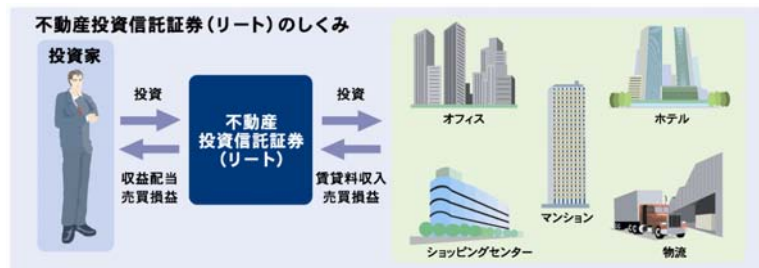 不動産投資信託証券(リート)のしくみ
投資家
投資
収益配当
売買損益
不動産
投資信託証券
(リート)
投資
賃貸料収入
売買損益
オフィス
ホテル
マンション
ショッピングセンター
物流